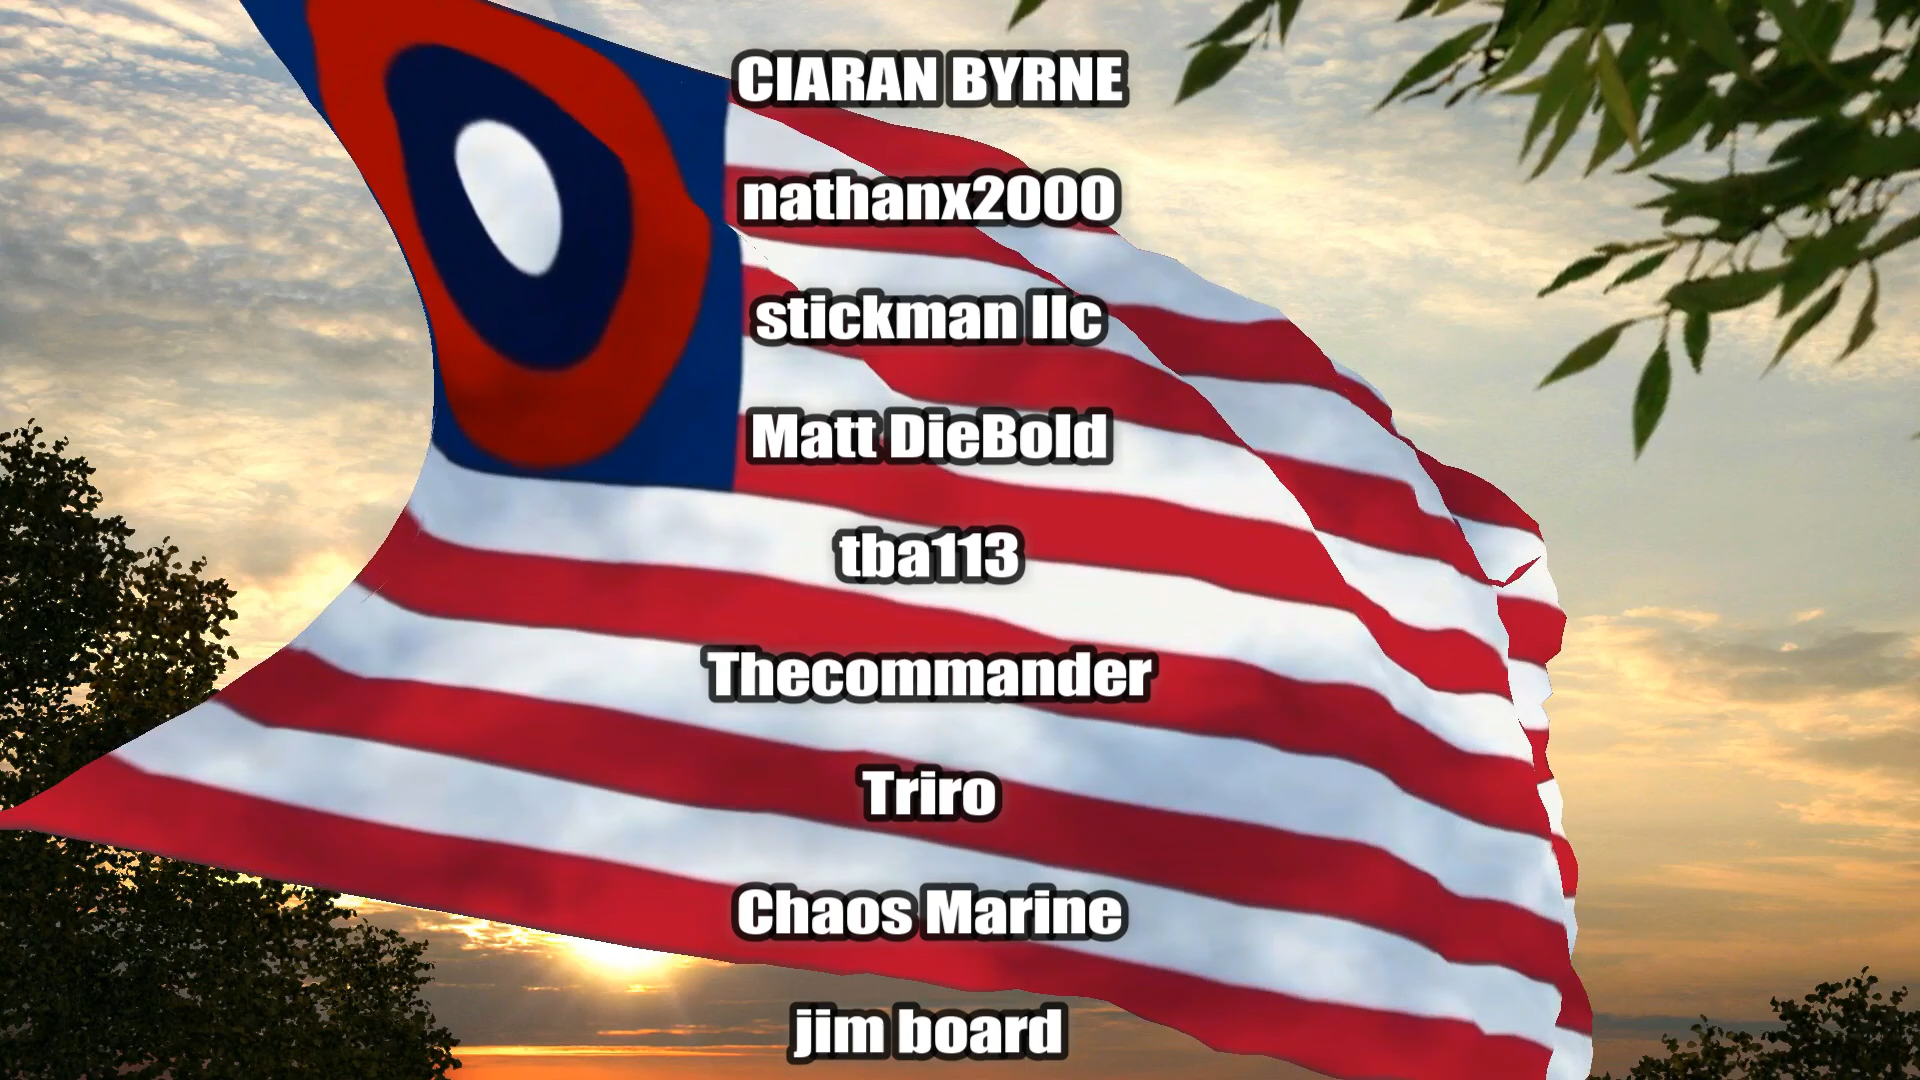 CIARAN BYRNE
nathanx2000
stickman llc
Matt DieBold
tba113
Thecommander
Triro
Chaos Marine
jim board